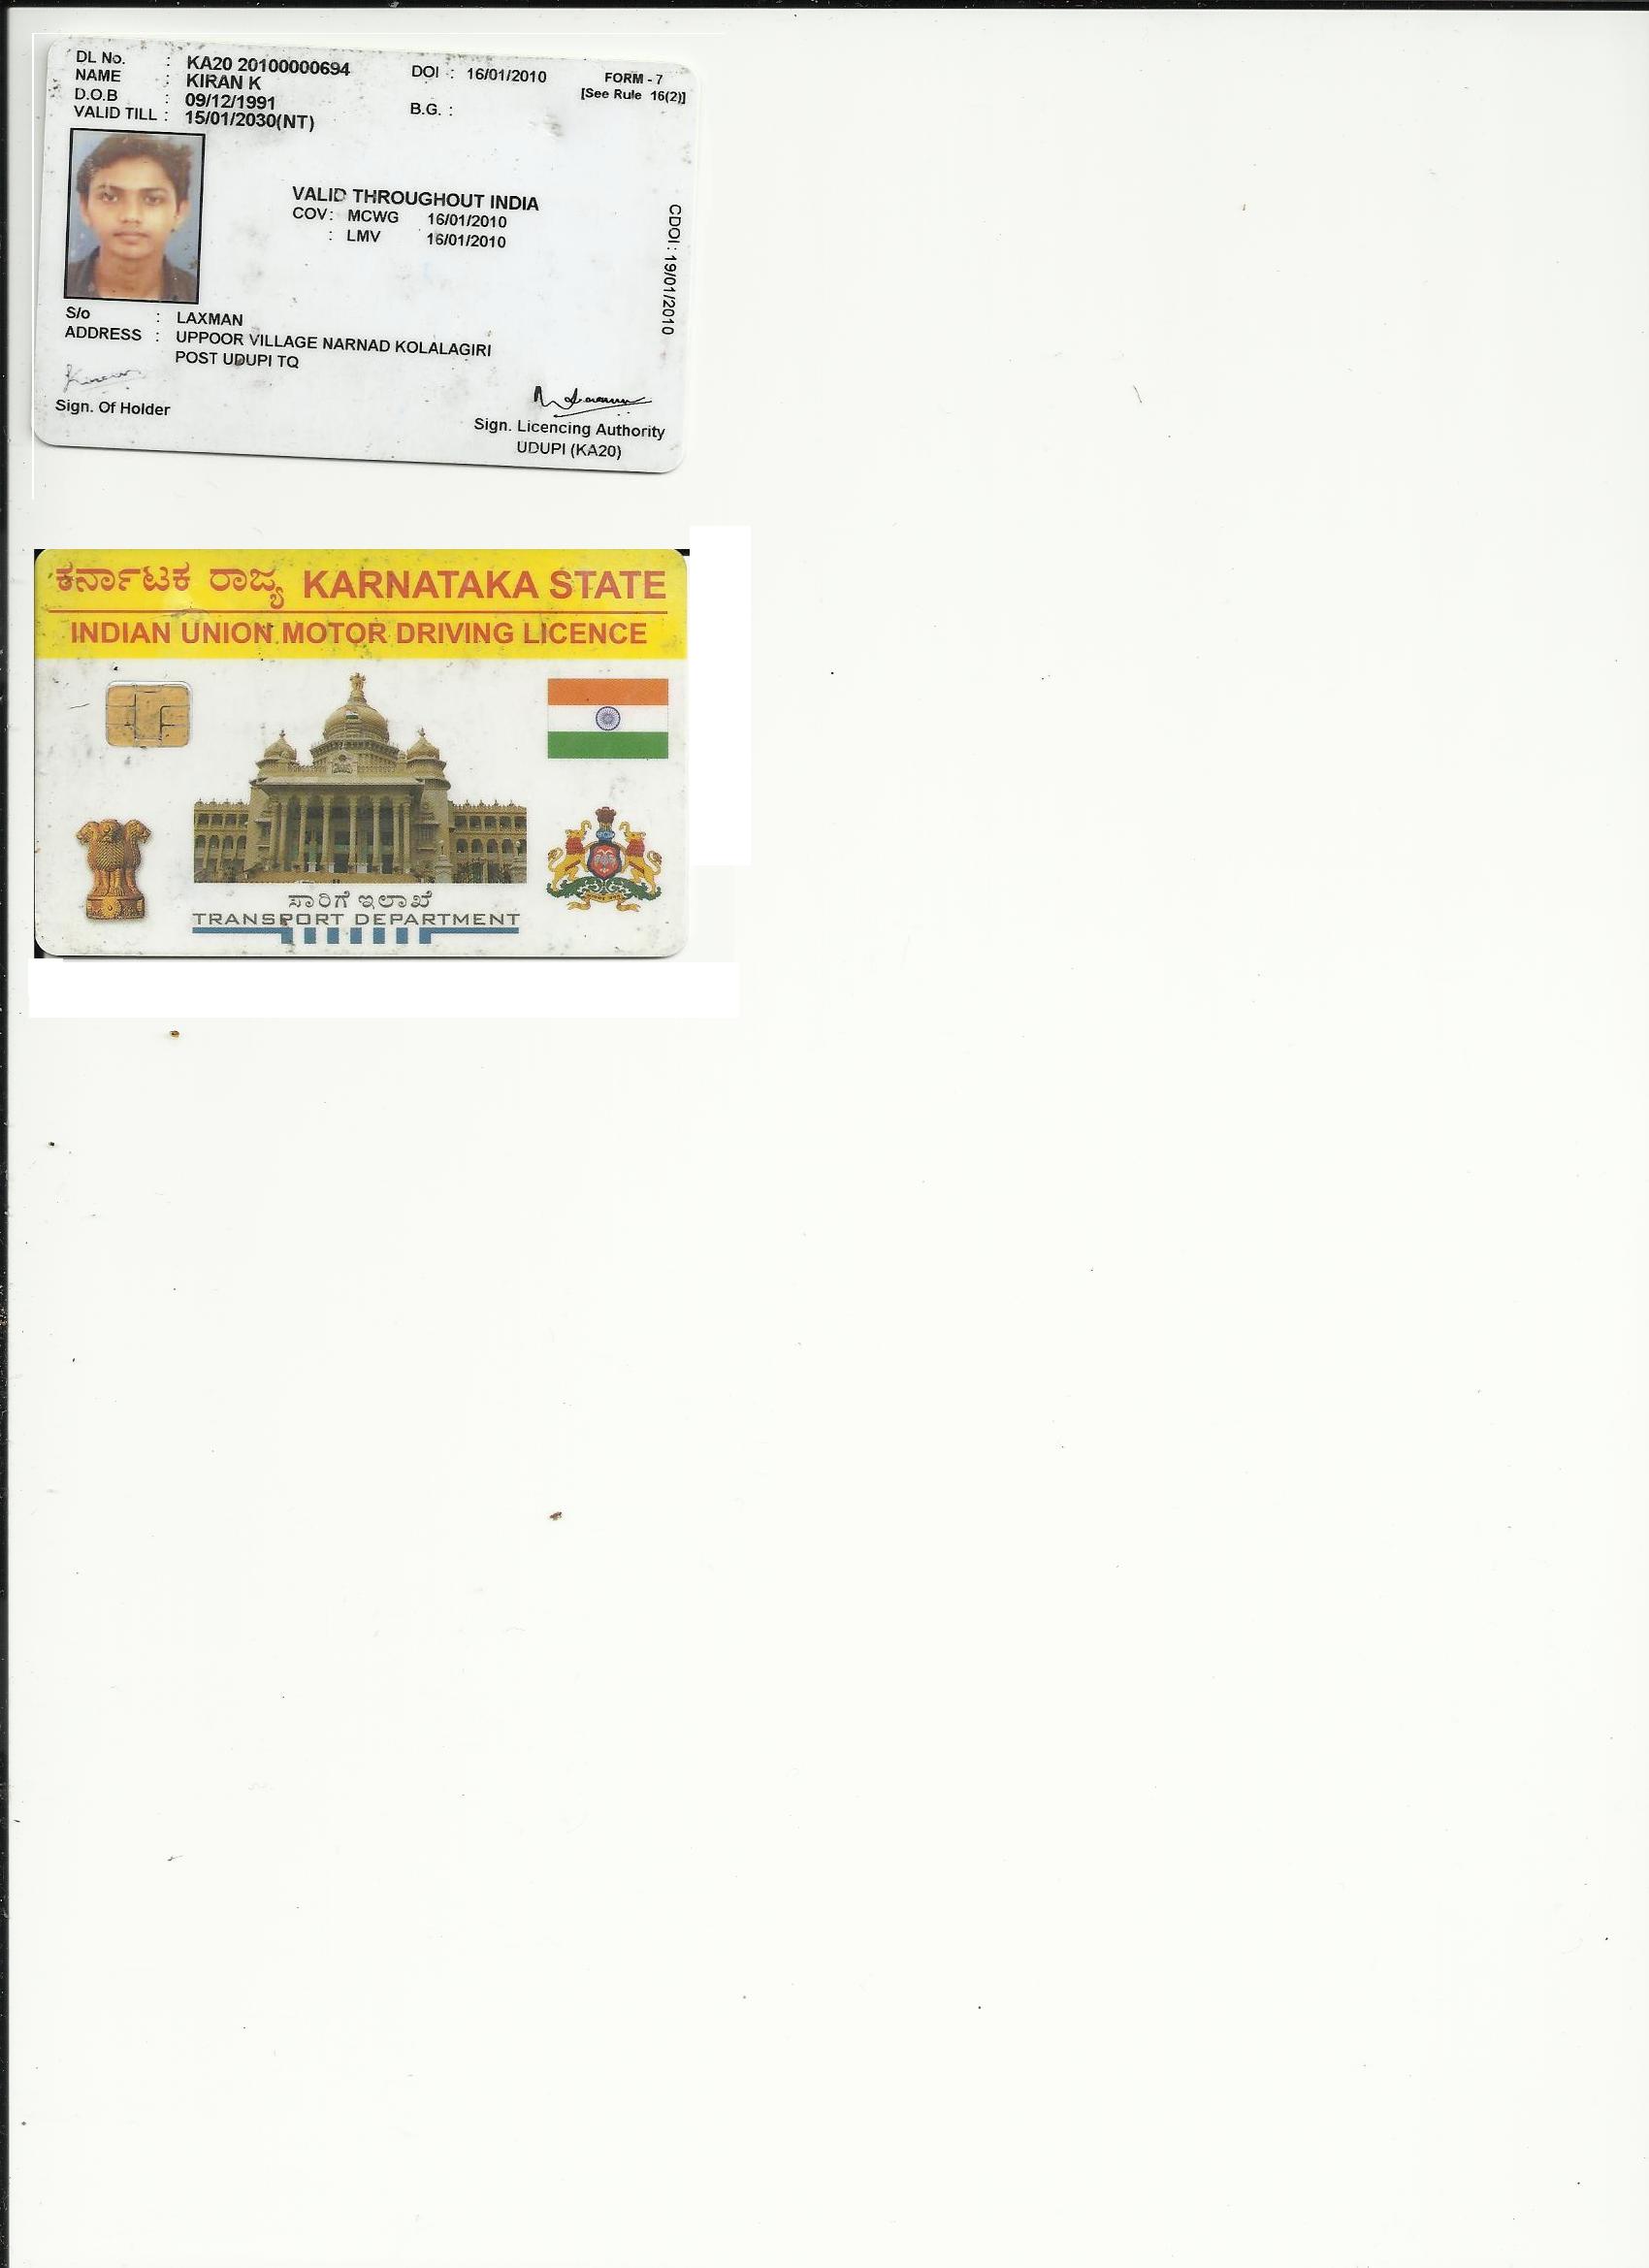 DL No. : KA20 20100000694 DOI : 16/01/2010 FORM - 7
NAME : KIRAN K [See Rule 16(2)]
D.O.B : 09/12/1991 B.G. :
VALID TILL : 15/01/2030(NT)
VALID THROUGHOUT INDIA
COV: MCWG 16/01/2010
: LMV 16/01/2010
CDOI: 19/01/2010
S/o : LAXMAN
ADDRESS : UPPOOR VILLAGE NARNAD KOLALAGIRI
POST UDUPI TQ
Kiran
Sign. Of Holder
Sign. Licencing Authority
UDUPI (KA20)
ಕರ್ನಾಟಕ ರಾಜ್ಯ KARNATAKA STATE
INDIAN UNION MOTOR DRIVING LICENCE
ಸಾರಿಗೆ ಇಲಾಖೆ
TRANSPORT DEPARTMENT